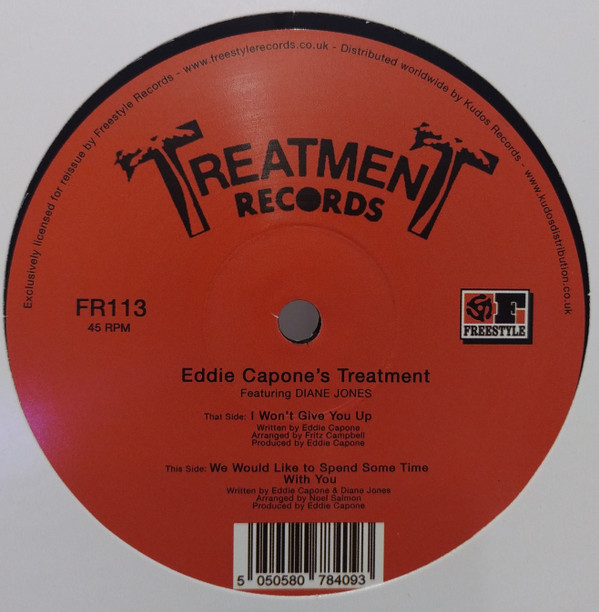 Exclusively licensed for reissue by Freestyle Records - www.freestylerecords.co.uk - Distributed worldwide by Kudos Records - www.kudosdistribution.co.uk
TREATMENT
RECORDS
FR113
45 RPM
F
FREESTYLE
Eddie Capone's Treatment
Featuring DIANE JONES
That Side: I Won't Give You Up
Written by Eddie Capone
Arranged by Fritz Campbell
Produced by Eddie Capone
This Side: We Would Like to Spend Some Time
With You
Written by Eddie Capone & Diane Jones
Arranged by Noel Salmon
Produced by Eddie Capone
5 050580 784093